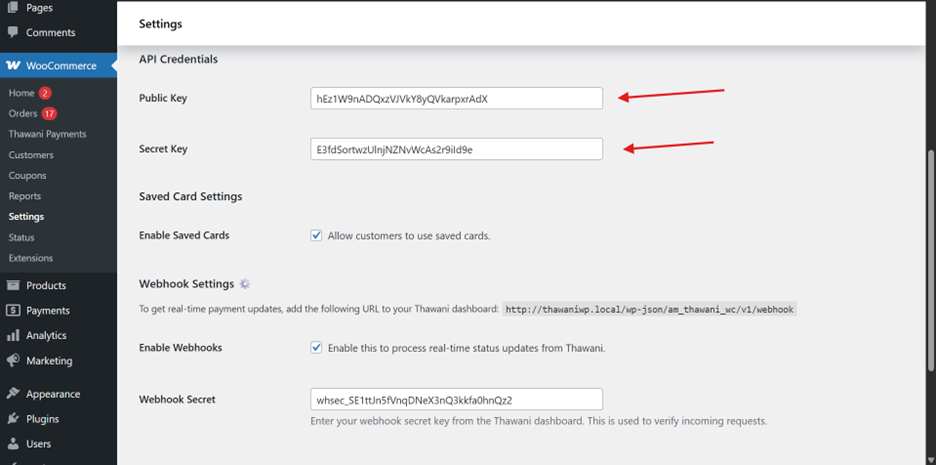 Pages
Comments
WooCommerce
Home 2
Orders 17
Thawani Payments
Customers
Coupons
Reports
Settings
Status
Extensions
Products
Payments
Analytics
Marketing
Appearance
Plugins
Users
Settings
API Credentials
Public Key
hEz1W9nADQxzVJVkY8yQVkarpxrAdX
Secret Key
E3fdSortwzUlnjNZNvWcAs2r9iId9e
Saved Card Settings
Enable Saved Cards
Allow customers to use saved cards.
Webhook Settings
To get real-time payment updates, add the following URL to your Thawani dashboard: http://thawaniwp.local/wp-json/am_thawani_wc/v1/webhook
Enable Webhooks
Enable this to process real-time status updates from Thawani.
Webhook Secret
whsec_SE1ttJn5fVnqDNeX3nQ3kkfa0hnQz2
Enter your webhook secret key from the Thawani dashboard. This is used to verify incoming requests.